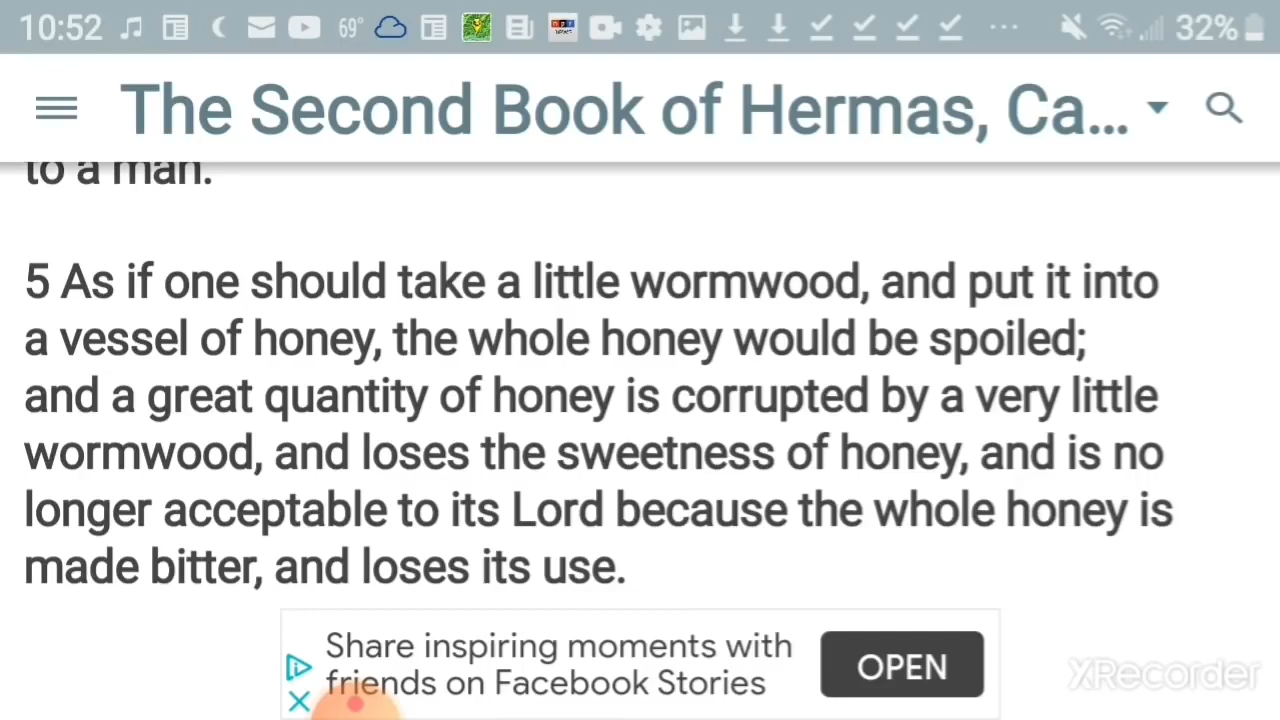 10:52 69° 32%
The Second Book of Hermas, Ca...
to a man.
5 As if one should take a little wormwood, and put it into
a vessel of honey, the whole honey would be spoiled;
and a great quantity of honey is corrupted by a very little
wormwood, and loses the sweetness of honey, and is no
longer acceptable to its Lord because the whole honey is
made bitter, and loses its use.
Share inspiring moments with
friends on Facebook Stories
OPEN
XRecorder